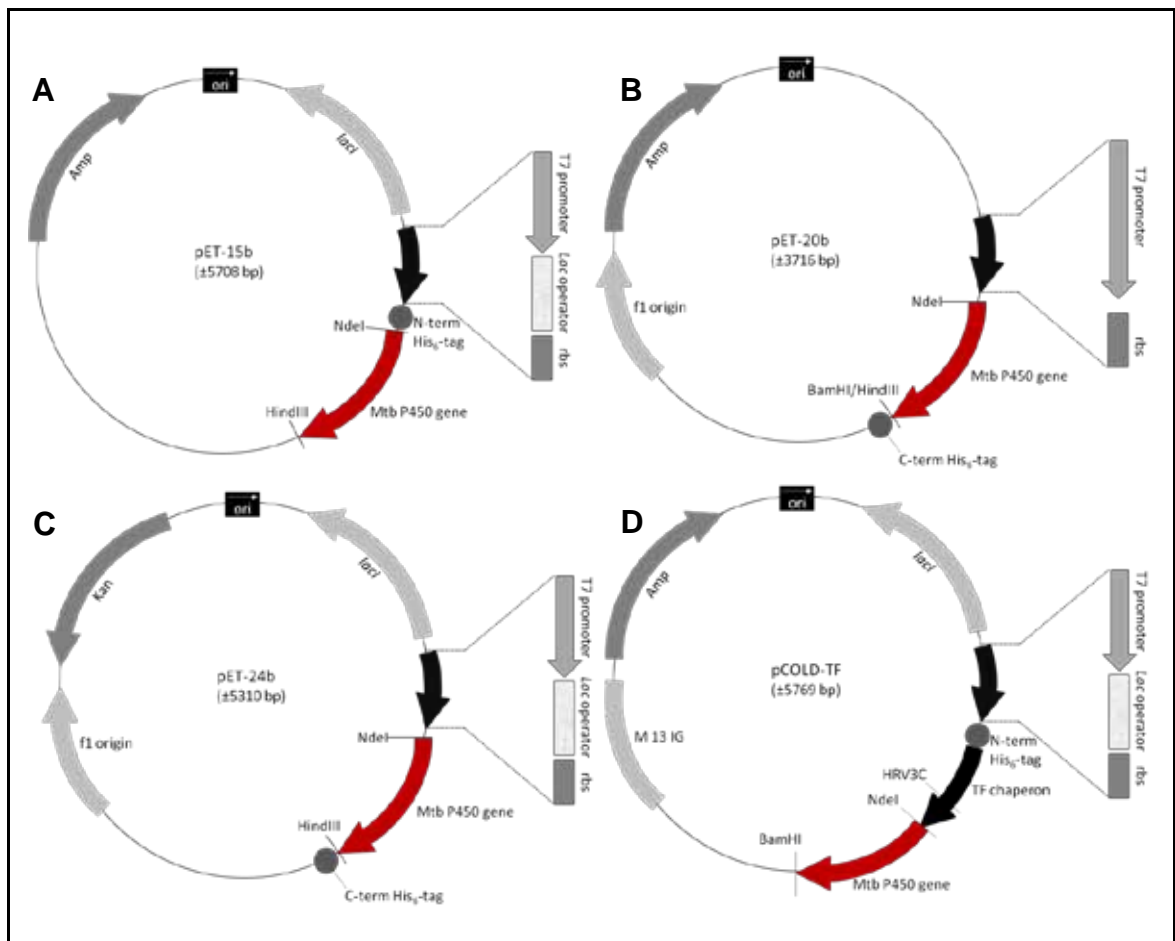 A
ori
Amp
lacI
pET-15b
(±5708 bp)
T7 promoter
Lac operator
rbs
NdeI
N-term
His6-tag
HindIII
Mtb P450 gene
B
ori
Amp
f1 origin
pET-20b
(±3716 bp)
T7 promoter
rbs
NdeI
Mtb P450 gene
BamHI/HindIII
C-term His6-tag
C
ori
Kan
lacI
f1 origin
pET-24b
(±5310 bp)
T7 promoter
Lac operator
rbs
NdeI
Mtb P450 gene
HindIII
C-term His6-tag
D
ori
Amp
lacI
M 13 IG
pCOLD-TF
(±5769 bp)
T7 promoter
Lac operator
rbs
N-term
His6-tag
HRV3C
TF chaperon
NdeI
BamHI
Mtb P450 gene